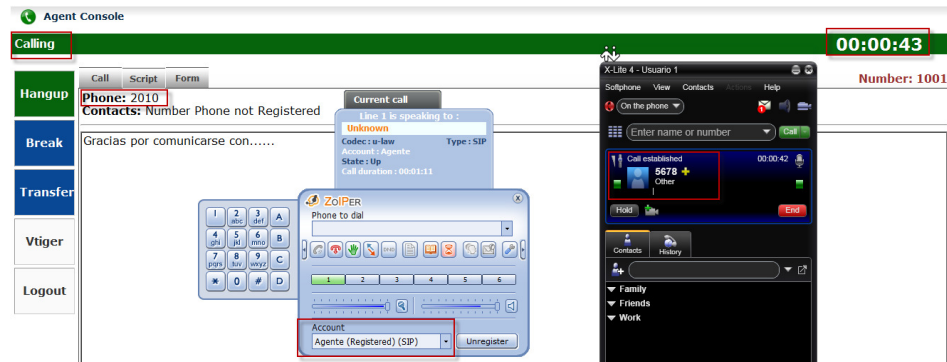 Agent Console
Calling
00:00:43
Hangup
Break
Transfer
Vtiger
Logout
Call Script Form
Number: 1001
Phone: 2010
Contacts: Number Phone not Registered
Gracias por comunicarse con......
Current call
Line 1 is speaking to :
Unknown
Codec: u-law Type : SIP
Account : Agente
State : Up
Call duration : 00:01:11
1 2 abc 3 def A
4 ghi 5 jkl 6 mno B
7 pqrs 8 tuv 9 wxyz C
* 0 # D
ZOIPER
Phone to dial
DND
1 2 3 4 5 6
Account
Agente (Registered) (SIP)
Unregister
X-Lite 4 - Usuario 1
Softphone View Contacts Actions Help
On the phone
Enter name or number
Call
Call established 00:00:42
5678
Other
Hold
End
Contacts History
Family
Friends
Work